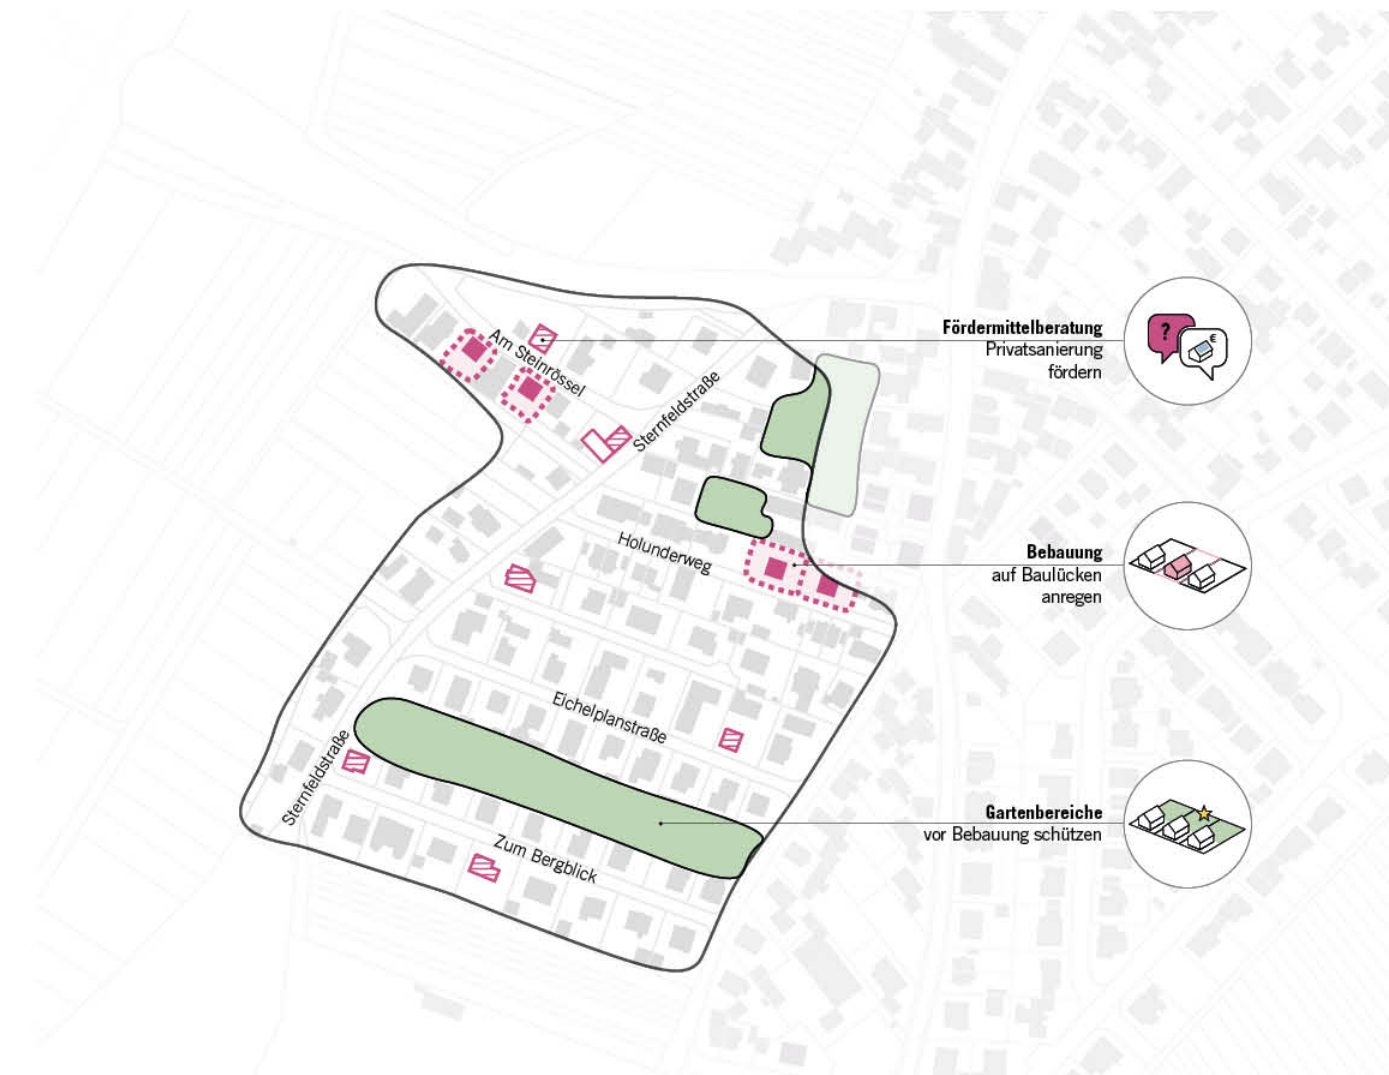 Am Steinrössel
Sternfeldstraße
Fördermittelberatung
Privatsanierung
fördern
?
€
Holunderweg
Bebauung
auf Baulücken
anregen
Eichelplanstraße
Sternfeldstraße
Gartenbereiche
vor Bebauung schützen
Zum Bergblick